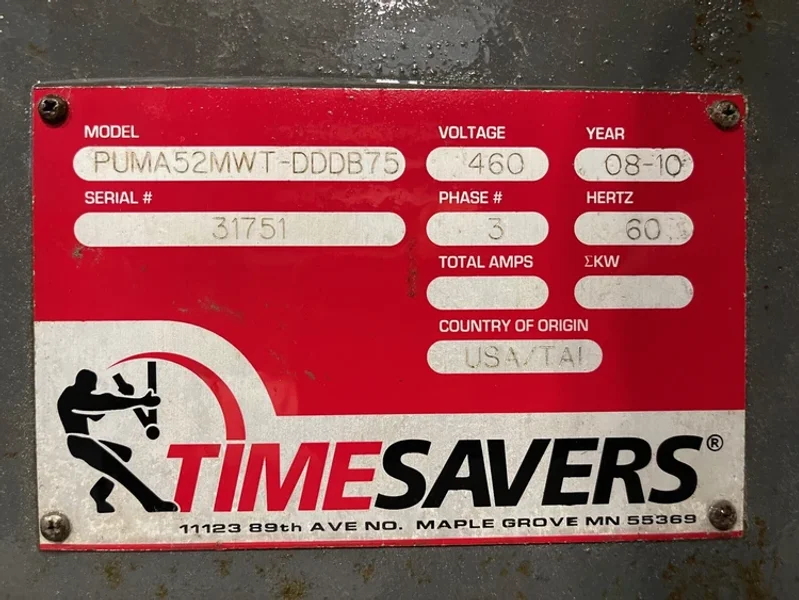 MODEL VOLTAGE YEAR
PUMA52MWT-DDDB75 460 08-10
SERIAL # PHASE # HERTZ
31751 3 60
TOTAL AMPS ΣKW
COUNTRY OF ORIGIN
USA/TAI
TIMESAVERS®
11123 89th AVE NO. MAPLE GROVE MN 55369